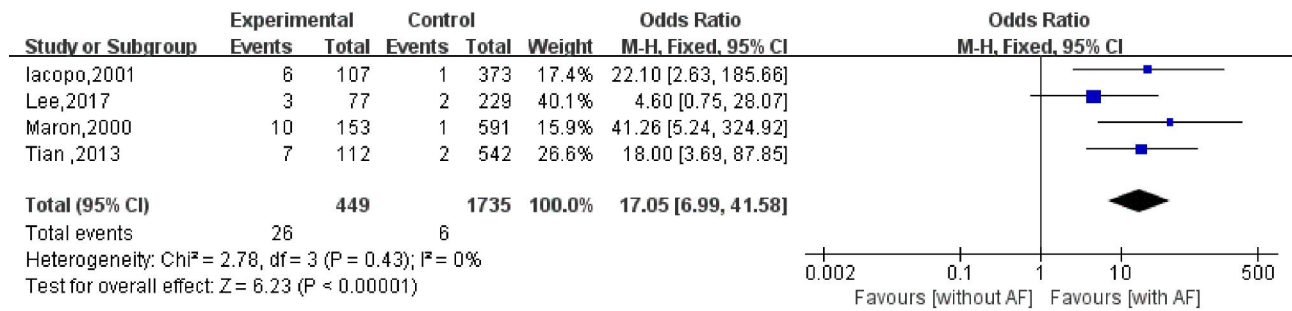 Experimental Control Odds Ratio Odds Ratio
Study or Subgroup Events Total Events Total Weight M-H, Fixed, 95% CI M-H, Fixed, 95% CI
Iacopo,2001 6 107 1 373 17.4% 22.10 [2.63, 185.66]
Lee,2017 3 77 2 229 40.1% 4.60 [0.75, 28.07]
Maron,2000 10 153 1 591 15.9% 41.26 [5.24, 324.92]
Tian ,2013 7 112 2 542 26.6% 18.00 [3.69, 87.85]
Total (95% CI) 449 1735 100.0% 17.05 [6.99, 41.58]
Total events 26 6
Heterogeneity: Chi² = 2.78, df = 3 (P = 0.43); I² = 0%
Test for overall effect: Z = 6.23 (P < 0.00001)
0.002 0.1 1 10 500
Favours [without AF] Favours [with AF]